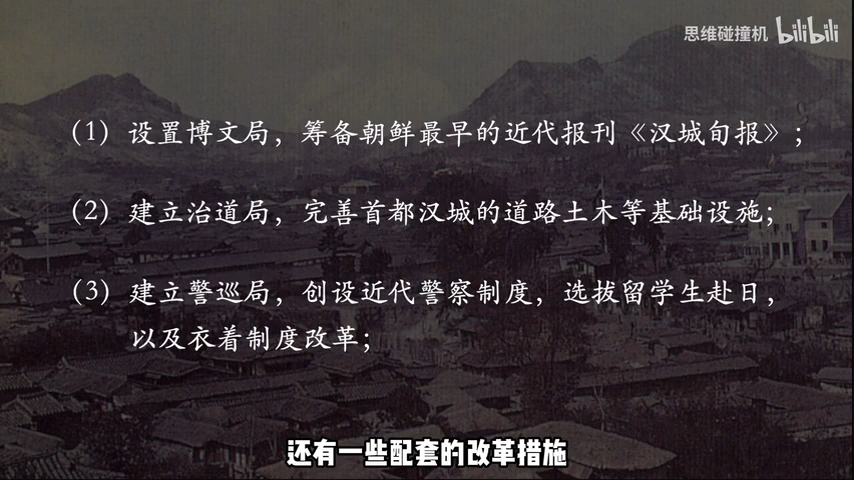 思维碰撞机 bilibili
(1) 设置博文局，筹备朝鲜最早的近代报刊《汉城旬报》；
(2) 建立治道局，完善首都汉城的道路土木等基础设施；
(3) 建立警巡局，创设近代警察制度，选拔留学生赴日，
以及衣着制度改革；
还有一些配套的改革措施